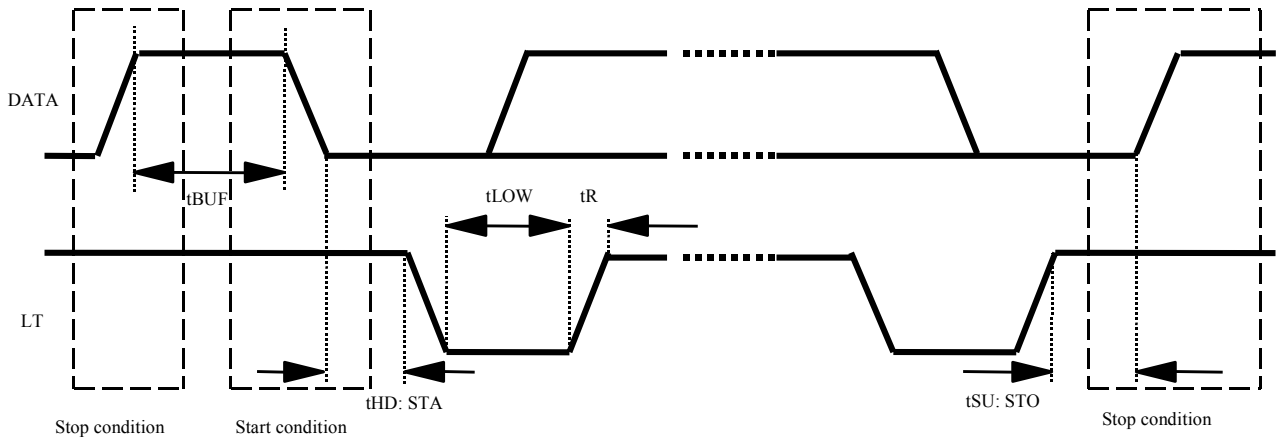 DATA
tBUF
tLOW
tR
LT
tHD: STA
tSU: STO
Stop condition
Start condition
Stop condition